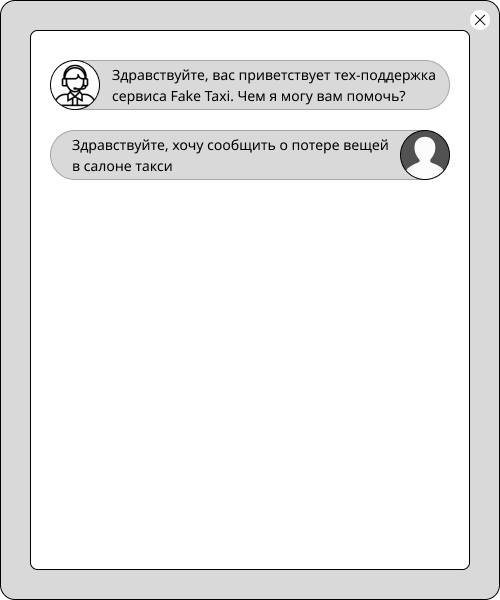 Здравствуйте, вас приветствует тех-поддержка
сервиса Fake Taxi. Чем я могу вам помочь?
Здравствуйте, хочу сообщить о потере вещей
в салоне такси